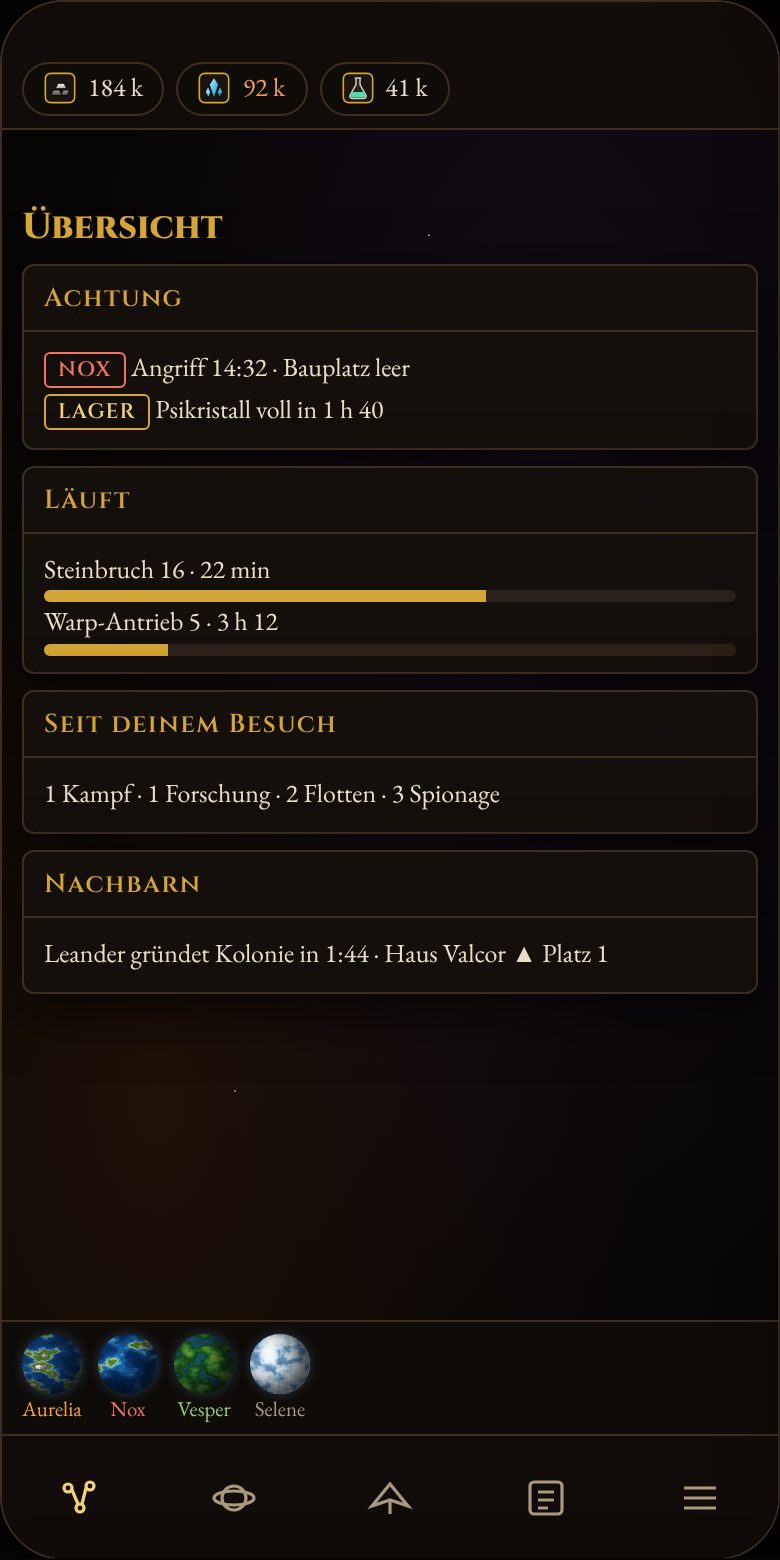 184 k 92 k 41 k
Übersicht
Achtung
NOX Angriff 14:32 · Bauplatz leer
LAGER Psikristall voll in 1 h 40
Läuft
Steinbruch 16 · 22 min
Warp-Antrieb 5 · 3 h 12
Seit deinem Besuch
1 Kampf · 1 Forschung · 2 Flotten · 3 Spionage
Nachbarn
Leander gründet Kolonie in 1:44 · Haus Valcor ▲ Platz 1
Aurelia Nox Vesper Selene